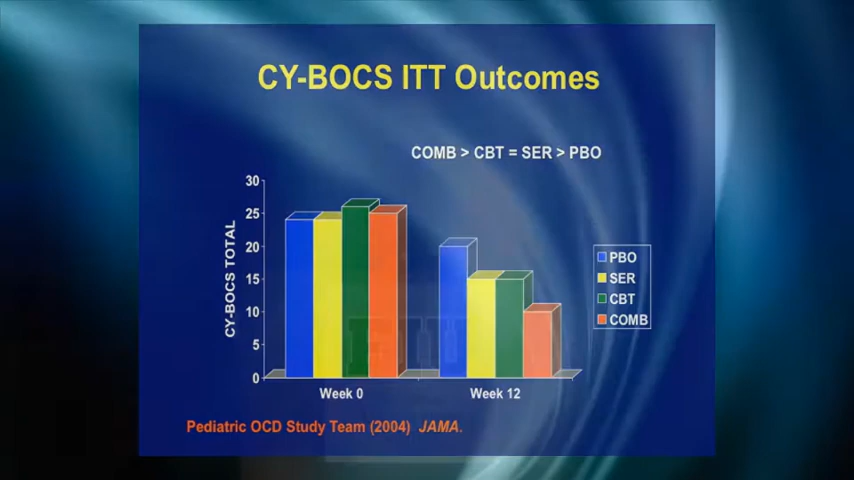 CY-BOCS ITT Outcomes
COMB > CBT = SER > PBO
30
25
20
15
10
5
0
CY-BOCS TOTAL
Week 0
Week 12
PBO
SER
CBT
COMB
Pediatric OCD Study Team (2004) JAMA.